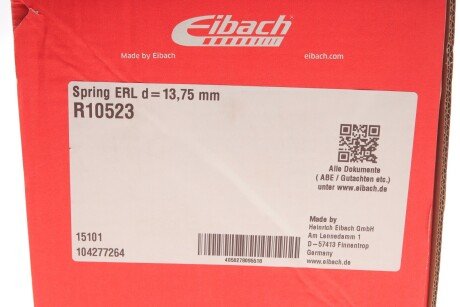 Eibach
Made by Eibach
eibach.com
Spring ERL d=13,75 mm
R10523
Alle Dokumente
( ABE / Gutachten etc.)
unter www.eibach.de
Made by
Heinrich Eibach GmbH
Am Lennedamm 1
D-57413 Finnentrop
Germany
www.eibach.de
15101
104277264